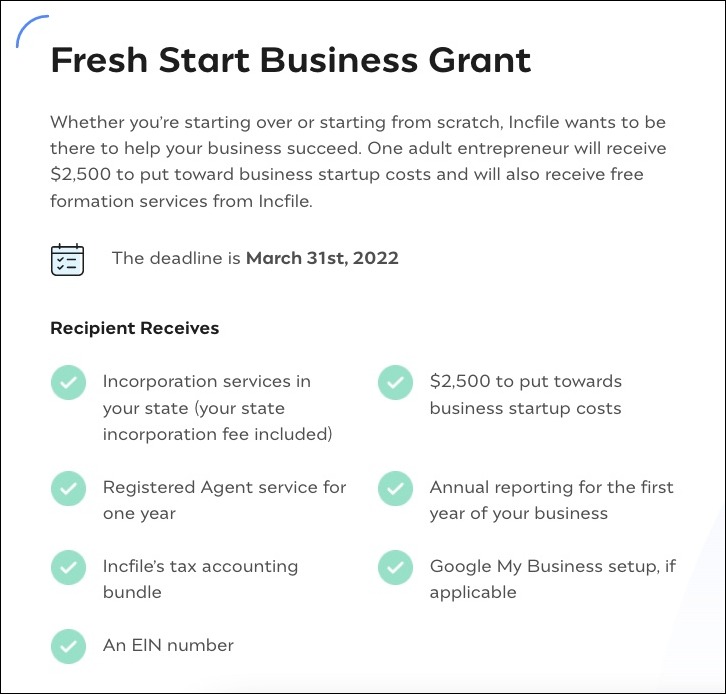 Fresh Start Business Grant
Whether you're starting over or starting from scratch, Incfile wants to be
there to help your business succeed. One adult entrepreneur will receive
$2,500 to put toward business startup costs and will also receive free
formation services from Incfile.
The deadline is March 31st, 2022
Recipient Receives
Incorporation services in
your state (your state
incorporation fee included)
$2,500 to put towards
business startup costs
Registered Agent service for
one year
Annual reporting for the first
year of your business
Incfile's tax accounting
bundle
Google My Business setup, if
applicable
An EIN number